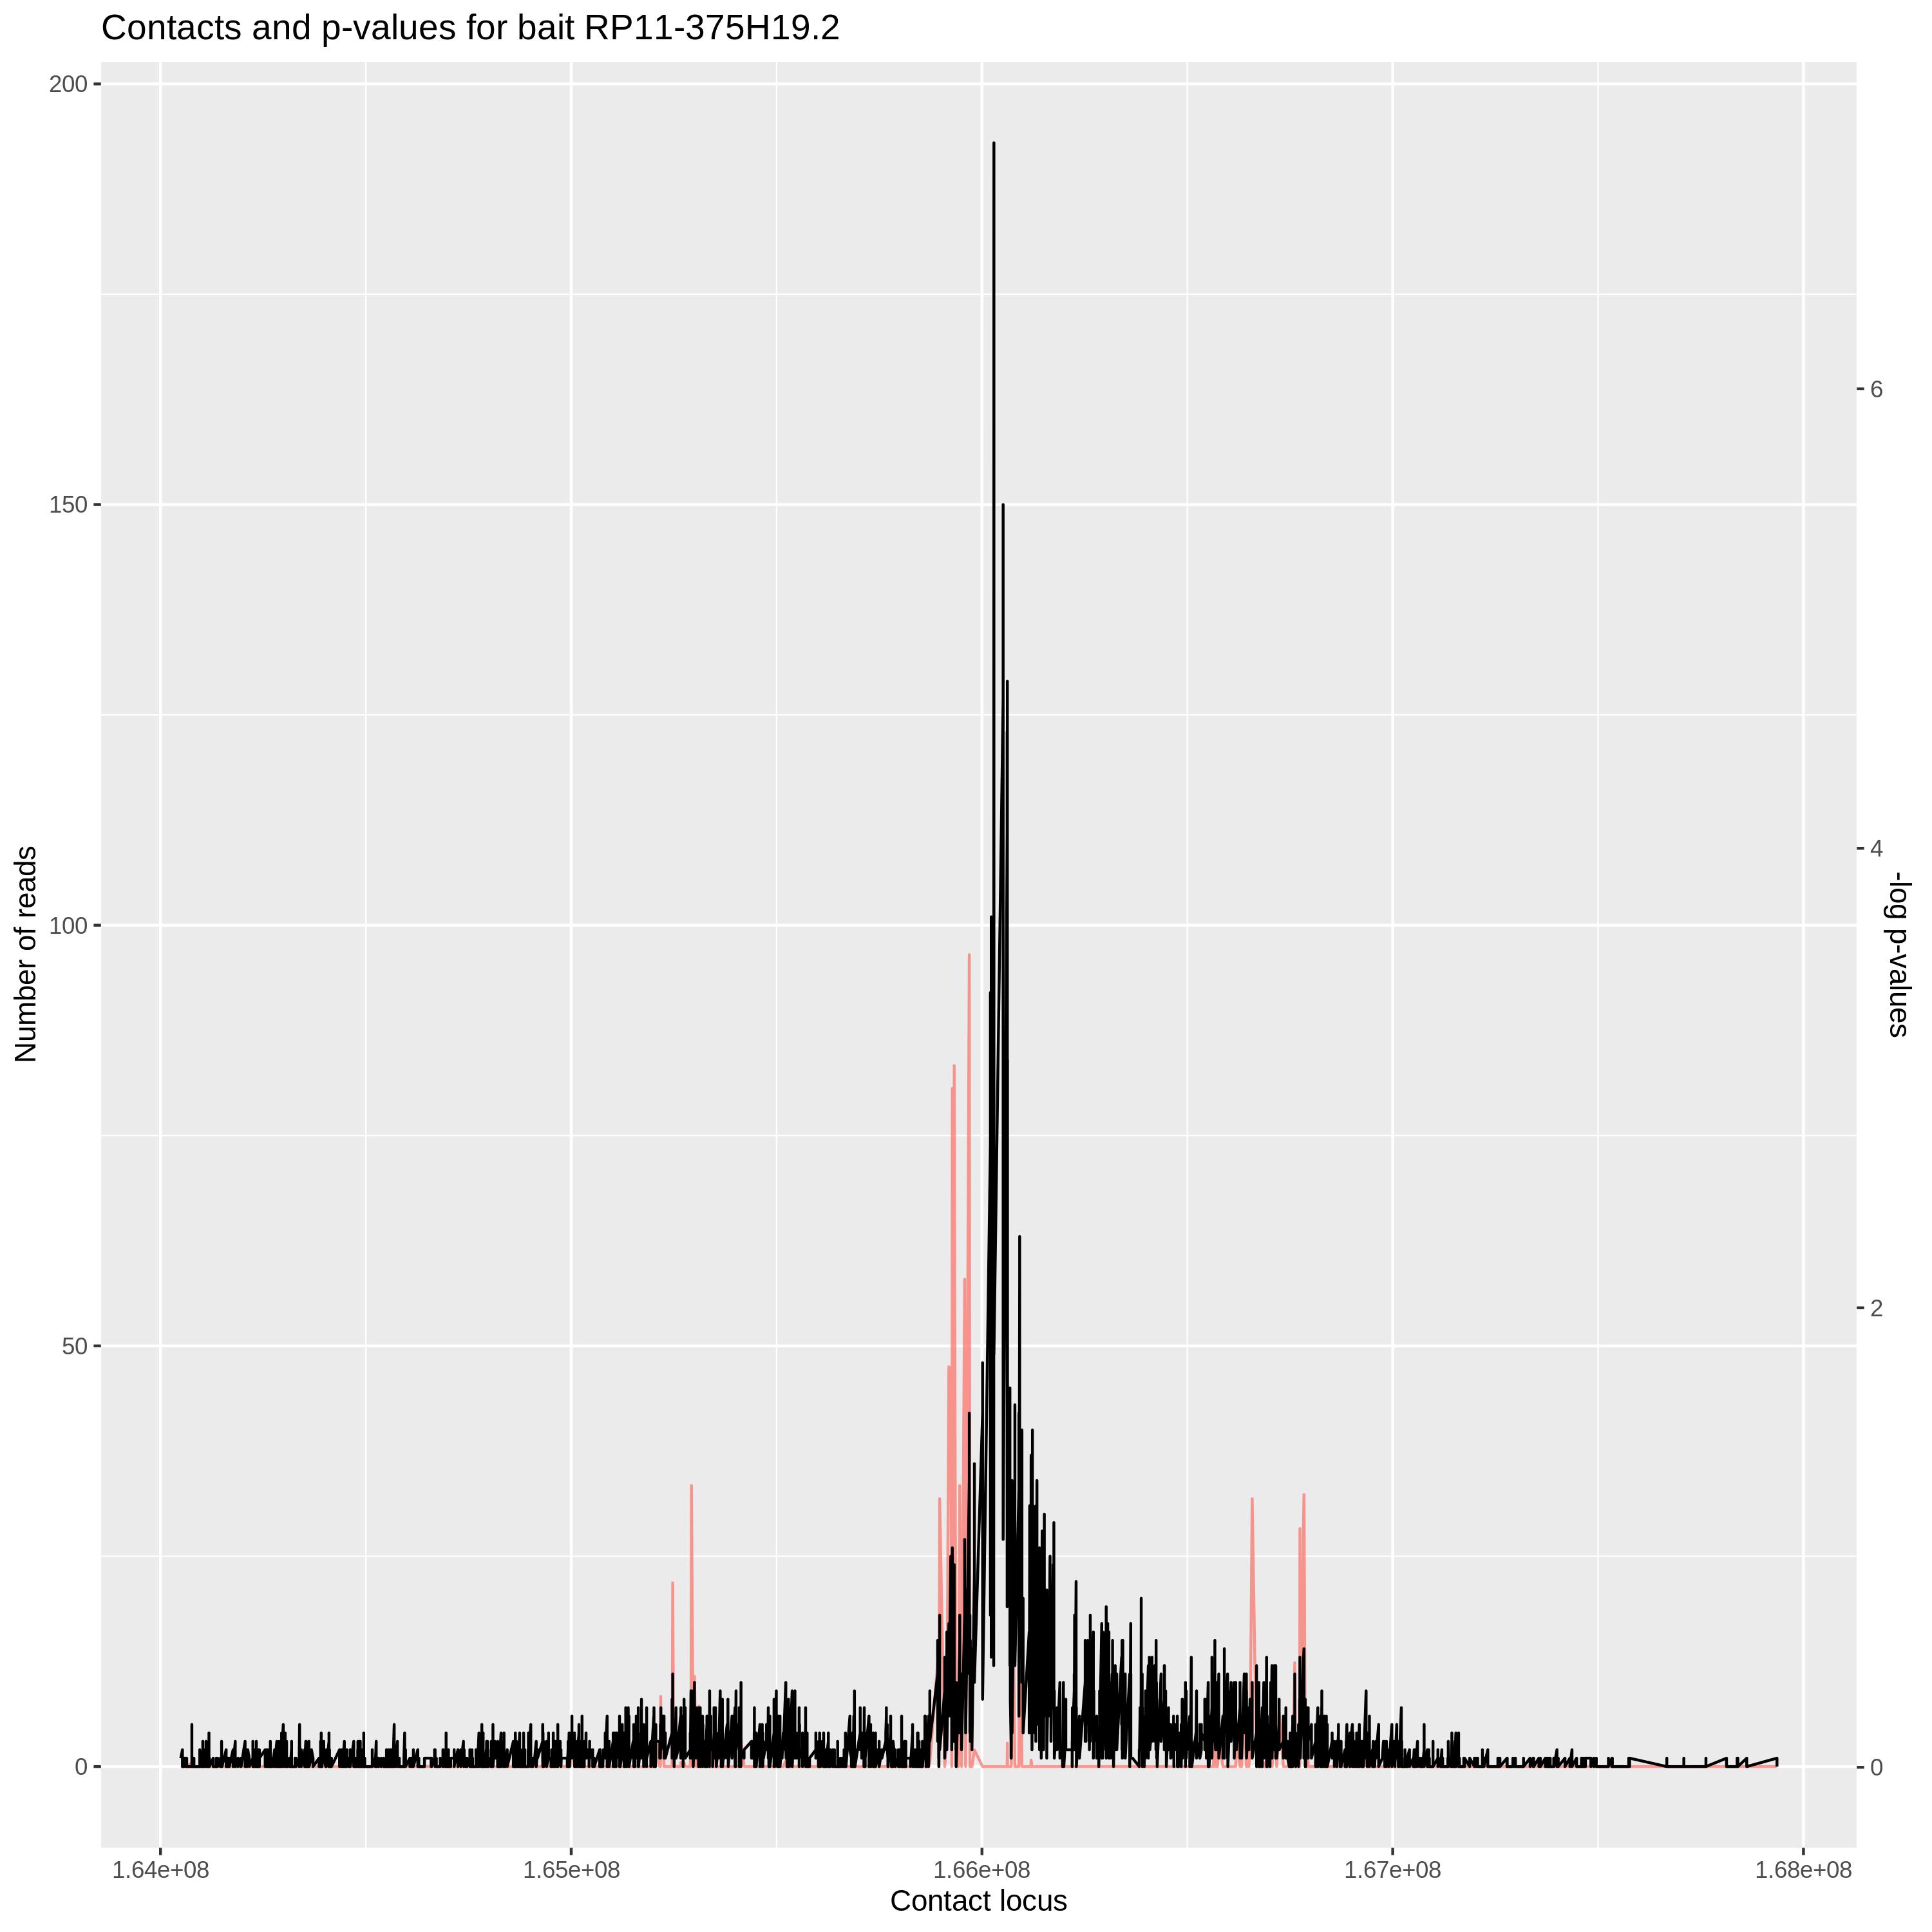 Contacts and p-values for bait RP11-375H19.2
200
150
100
50
0
Number of reads
6
4
2
0
-log p-values
1.64e+08
1.65e+08
1.66e+08
1.67e+08
1.68e+08
Contact locus